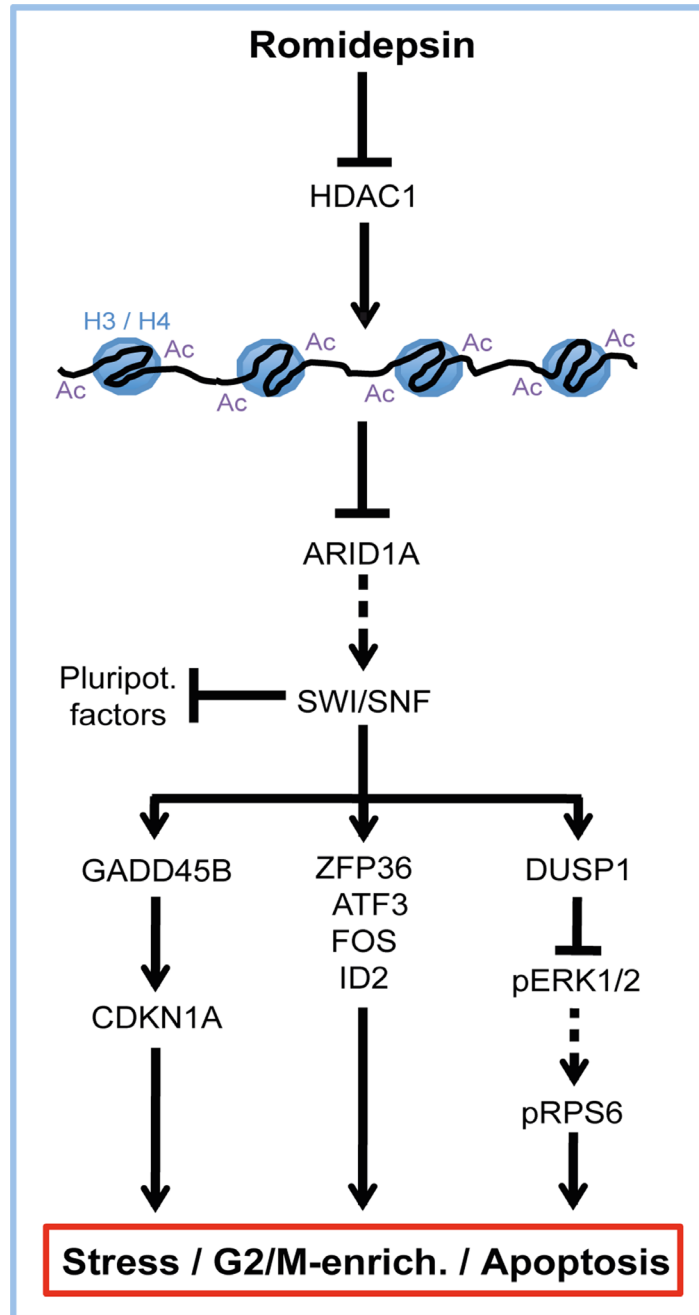 Romidepsin
HDAC1
H3 / H4
Ac
Ac
Ac
Ac
Ac
Ac
Ac
Ac
ARID1A
Pluripot.
factors
SWI/SNF
GADD45B
ZFP36
DUSP1
ATF3
FOS
ID2
pERK1/2
CDKN1A
pRPS6
Stress / G2/M-enrich. / Apoptosis